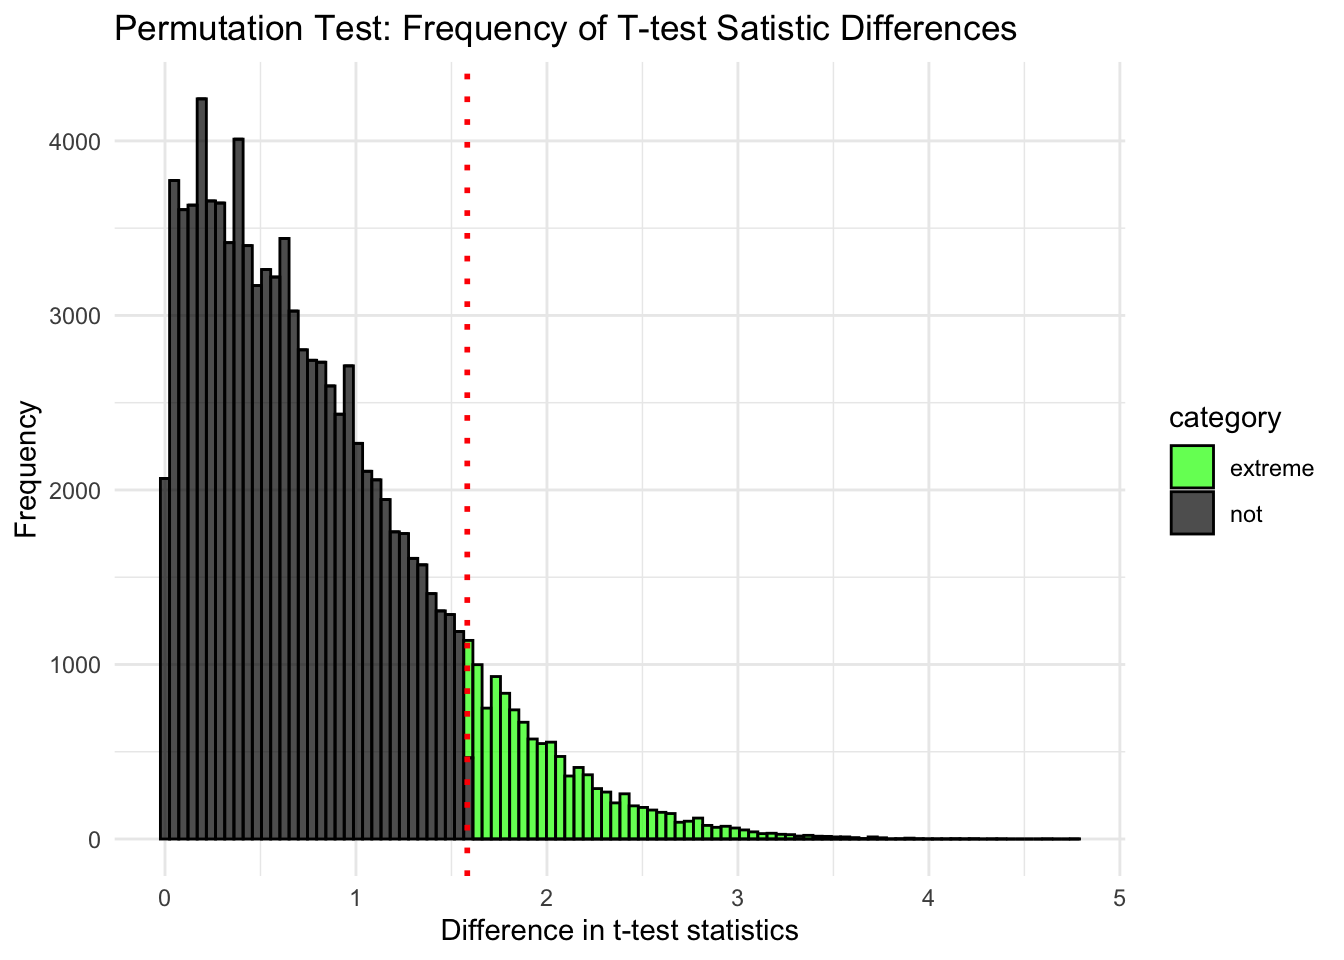 Permutation Test: Frequency of T-test Satistic Differences
Frequency
4000
3000
2000
1000
0
0 1 2 3 4 5
Difference in t-test statistics
category
extreme
not